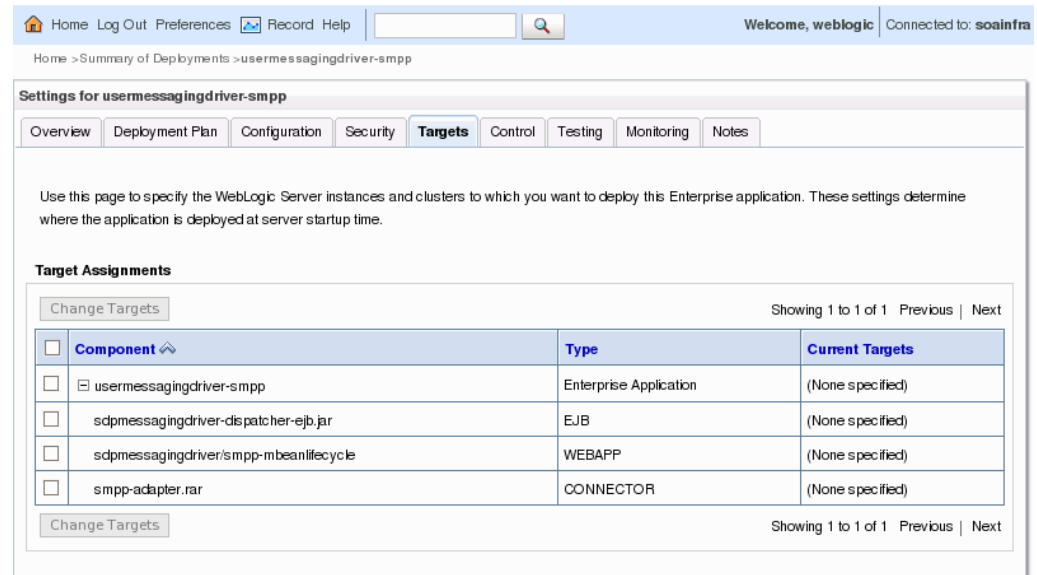 Home Log Out Preferences Record Help Welcome, weblogic Connected to: soainfra
Home >Summary of Deployments >usermessagingdriver-smpp
Settings for usermessagingdriver-smpp
Overview Deployment Plan Configuration Security Targets Control Testing Monitoring Notes
Use this page to specify the WebLogic Server instances and clusters to which you want to deploy this Enterprise application. These settings determine
where the application is deployed at server startup time.
Target Assignments
Change Targets Showing 1 to 1 of 1 Previous | Next
Component Type Current Targets
usermessagingdriver-smpp Enterprise Application (None specified)
sdpmessagingdriver-dispatcher-ejb.jar EJB (None specified)
sdpmessagingdriver/smpp-mbeanlifecycle WEBAPP (None specified)
smpp-adapter.rar CONNECTOR (None specified)
Change Targets Showing 1 to 1 of 1 Previous | Next